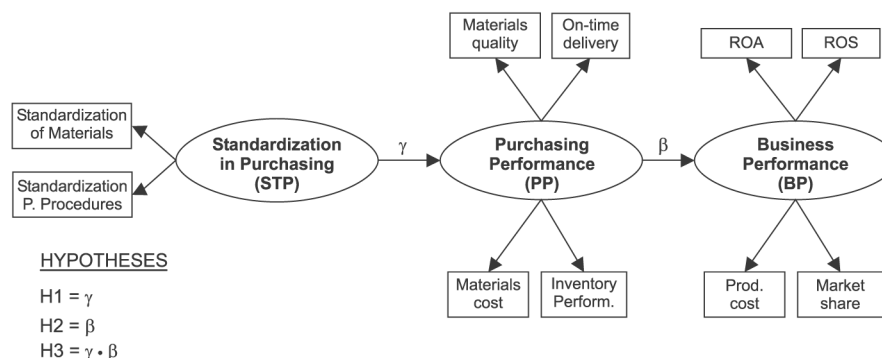 Materials
quality
On-time
delivery
ROA
ROS
Standardization
of Materials
Standardization
in Purchasing
(STP)
γ
Purchasing
Performance
(PP)
β
Business
Performance
(BP)
Standardization
P. Procedures
Materials
cost
Inventory
Perform.
Prod.
cost
Market
share
HYPOTHESES
H1 = γ
H2 = β
H3 = γ • β